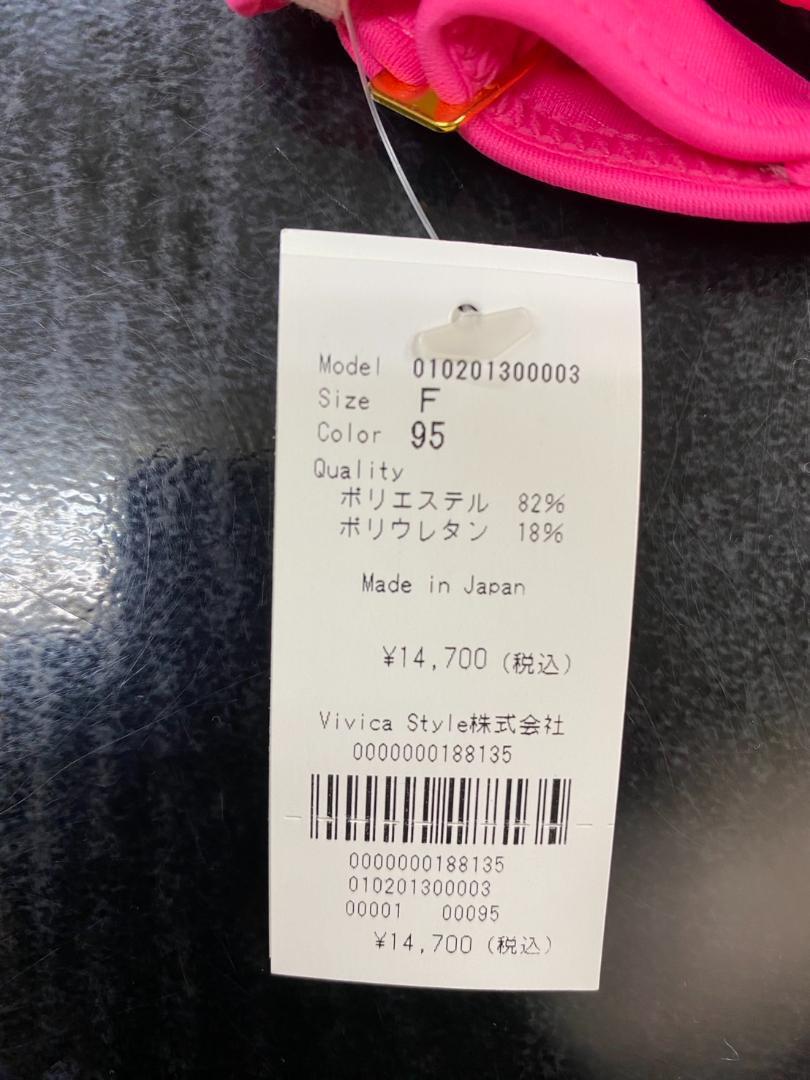 Model 010201300003
Size F
Color 95
Quality
ポリエステル 82%
ポリウレタン 18%
Made in Japan
¥14,700 (税込)
Vivica Style株式会社
0000000188135
0000000188135
010201300003
00001 00095
¥14,700 (税込)